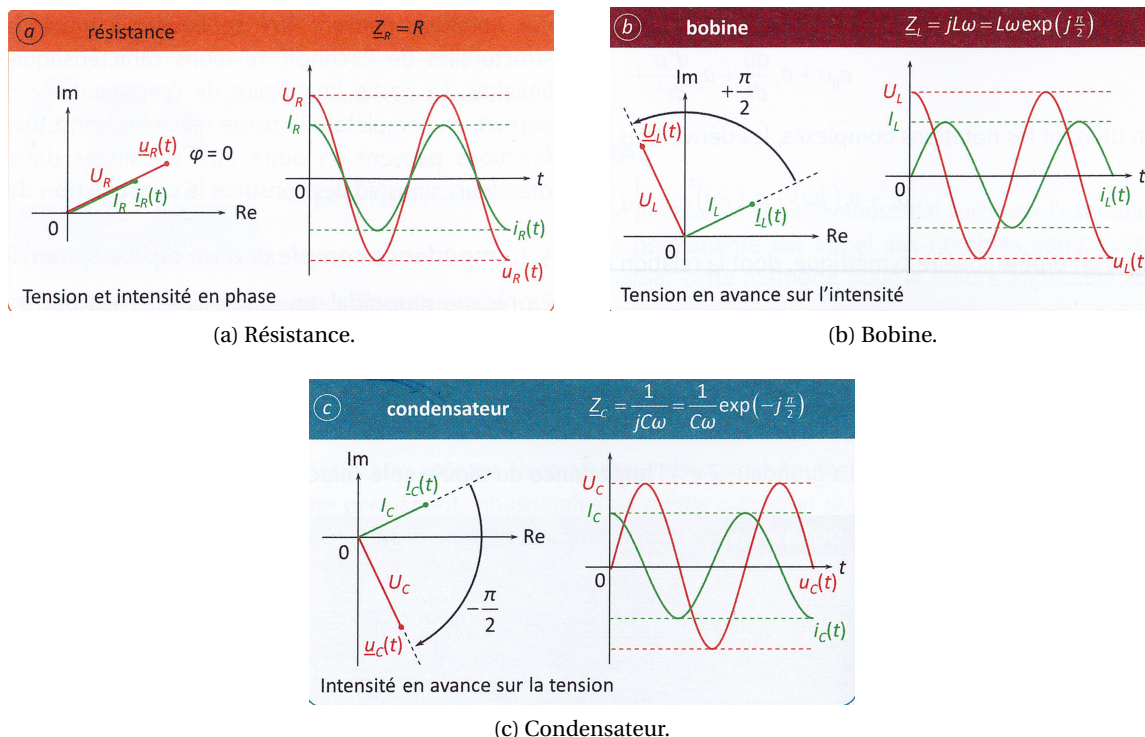 a résistance Z_R = R
Im
U_R
u_R(t)
φ = 0
I_R i_R(t)
0
Re
U_R
I_R
t
0
i_R(t)
u_R(t)
Tension et intensité en phase
(a) Résistance.
b bobine Z_L = jLω = Lω exp(j π/2)
Im
+ π/2
U_L(t)
U_L
I_L
i_L(t)
0
Re
U_L
I_L
t
0
i_L(t)
u_L(t)
Tension en avance sur l'intensité
(b) Bobine.
c condensateur Z_C = 1/jCω = 1/Cω exp(−j π/2)
Im
i_C(t)
I_C
0
Re
U_C
− π/2
u_C(t)
U_C
I_C
t
0
u_C(t)
i_C(t)
Intensité en avance sur la tension
(c) Condensateur.